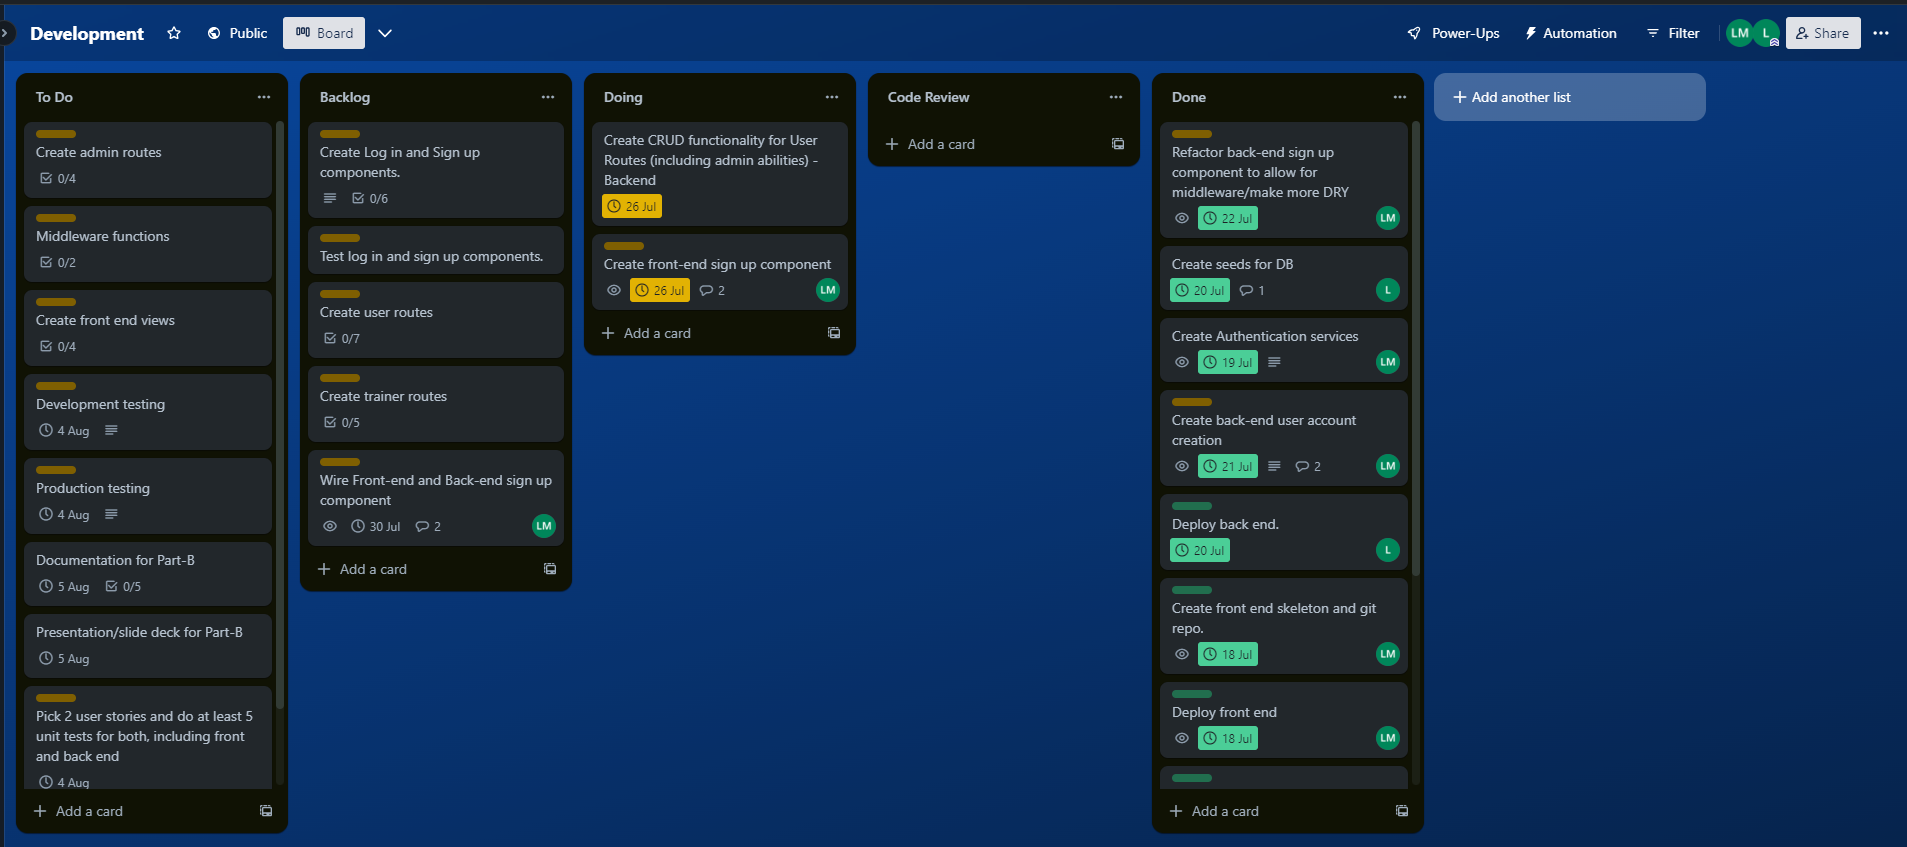 Development
Public
Board
Power-Ups
Automation
Filter
LM
L
Share
To Do
Create admin routes
0/4
Middleware functions
0/2
Create front end views
0/4
Development testing
4 Aug
Production testing
4 Aug
Documentation for Part-B
5 Aug 0/5
Presentation/slide deck for Part-B
5 Aug
Pick 2 user stories and do at least 5
unit tests for both, including front
and back end
4 Aug
+ Add a card
Backlog
Create Log in and Sign up
components.
0/6
Test log in and sign up components.
Create user routes
0/7
Create trainer routes
0/5
Wire Front-end and Back-end sign up
component
30 Jul 2 LM
+ Add a card
Doing
Create CRUD functionality for User
Routes (including admin abilities) -
Backend
26 Jul
Create front-end sign up component
26 Jul 2 LM
+ Add a card
Code Review
+ Add a card
Done
Refactor back-end sign up
component to allow for
middleware/make more DRY
22 Jul LM
Create seeds for DB
20 Jul 1 L
Create Authentication services
19 Jul LM
Create back-end user account
creation
21 Jul 2 LM
Deploy back end.
20 Jul L
Create front end skeleton and git
repo.
18 Jul LM
Deploy front end
18 Jul LM
+ Add a card
+ Add another list